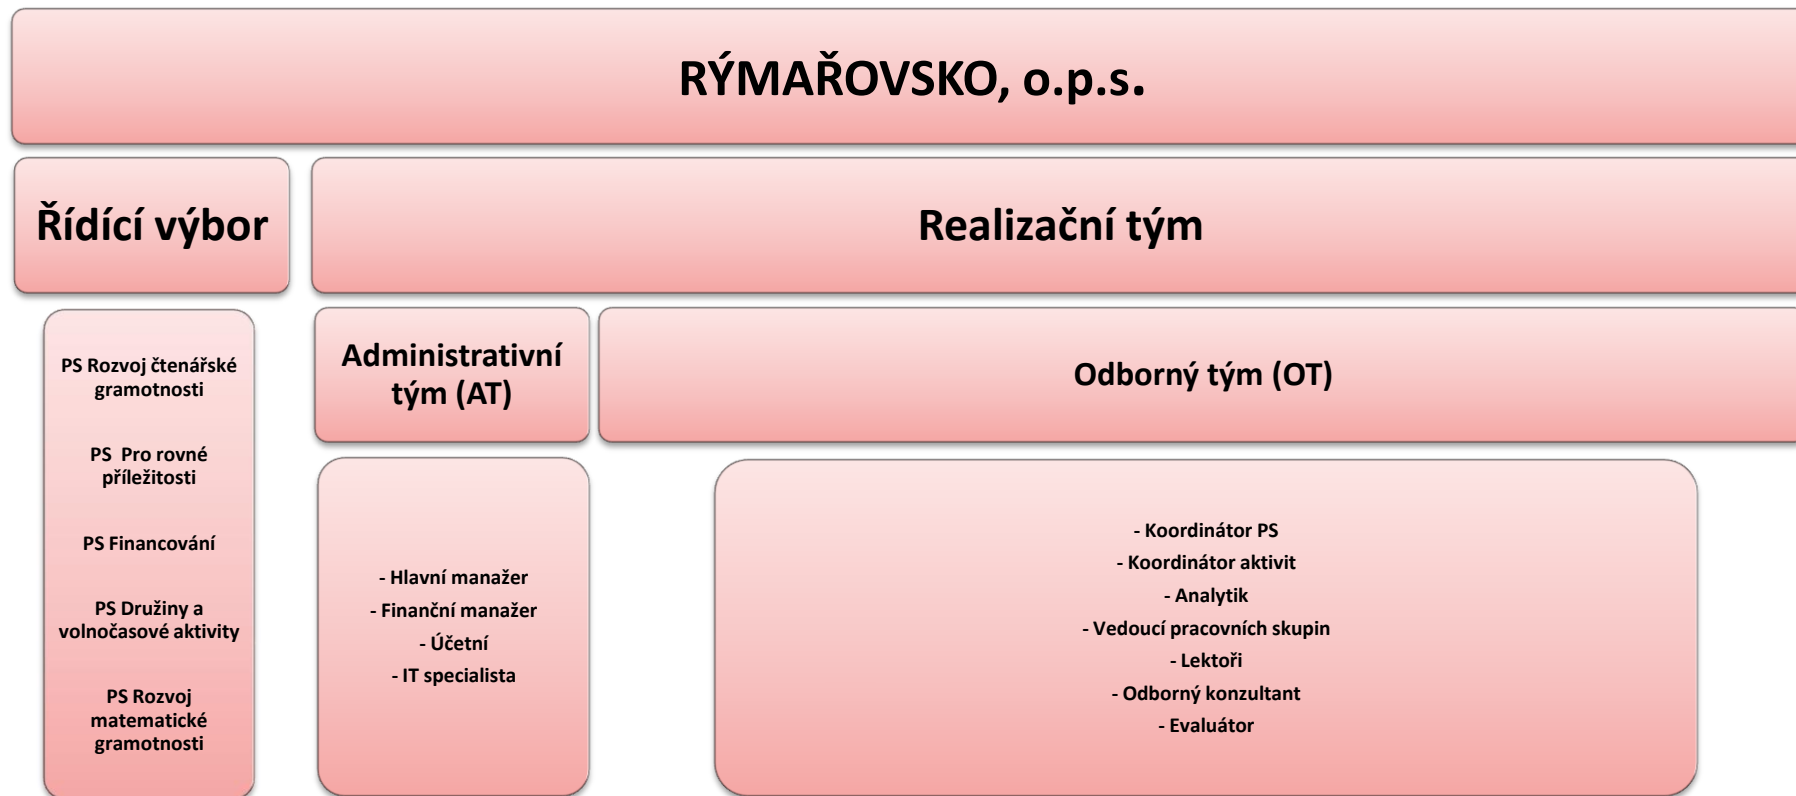 RÝMAŘOVSKO, o.p.s.
Řídící výbor
Realizační tým
PS Rozvoj čtenářské
gramotnosti
PS  Pro rovné
příležitosti
PS Financování
PS Družiny a
volnočasové aktivity
PS Rozvoj
matematické
gramotnosti
Administrativní
tým (AT)
- Hlavní manažer
- Finanční manažer
- Účetní
- IT specialista
Odborný tým (OT)
- Koordinátor PS
- Koordinátor aktivit
- Analytik
- Vedoucí pracovních skupin
- Lektoři
- Odborný konzultant
- Evaluátor